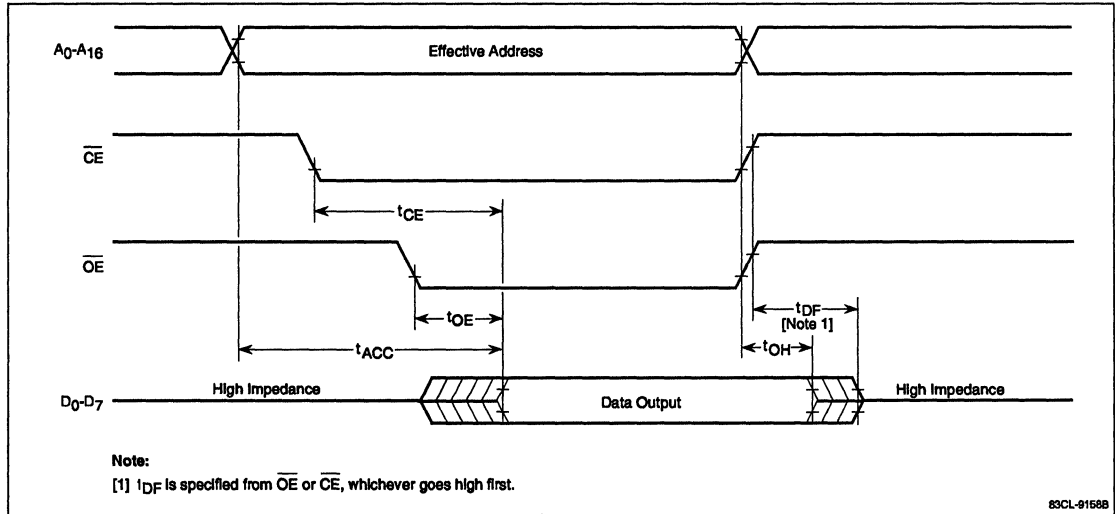 A0-A16
Effective Address
CE
tCE
OE
tOE
tDF
[Note 1]
tACC
tOH
D0-D7
High Impedance
Data Output
High Impedance
Note:
[1] tDF is specified from OE or CE, whichever goes high first.
83CL-9158B